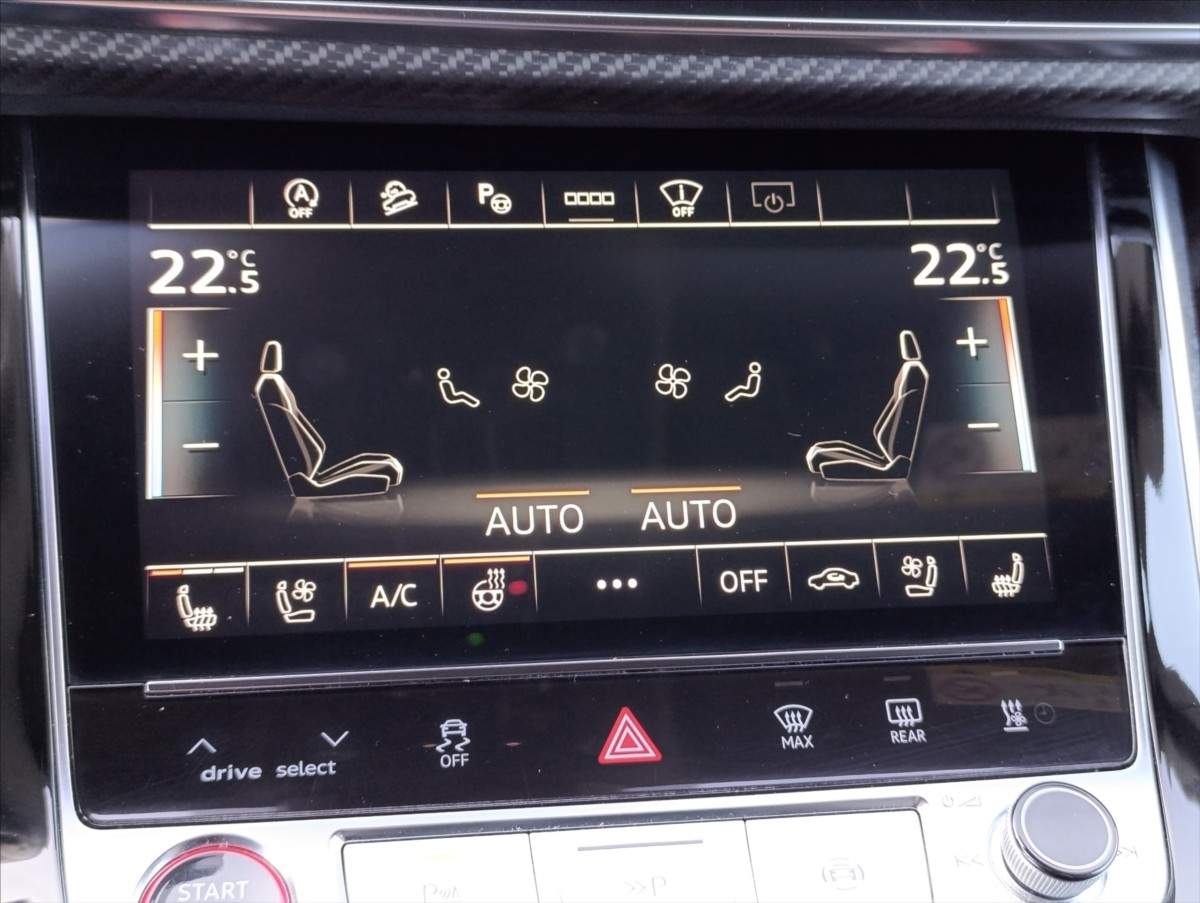 A
OFF
P
OFF
22.5 °C
22.5 °C
AUTO
AUTO
A/C
OFF
OFF
MAX
REAR
drive select
START
P
P